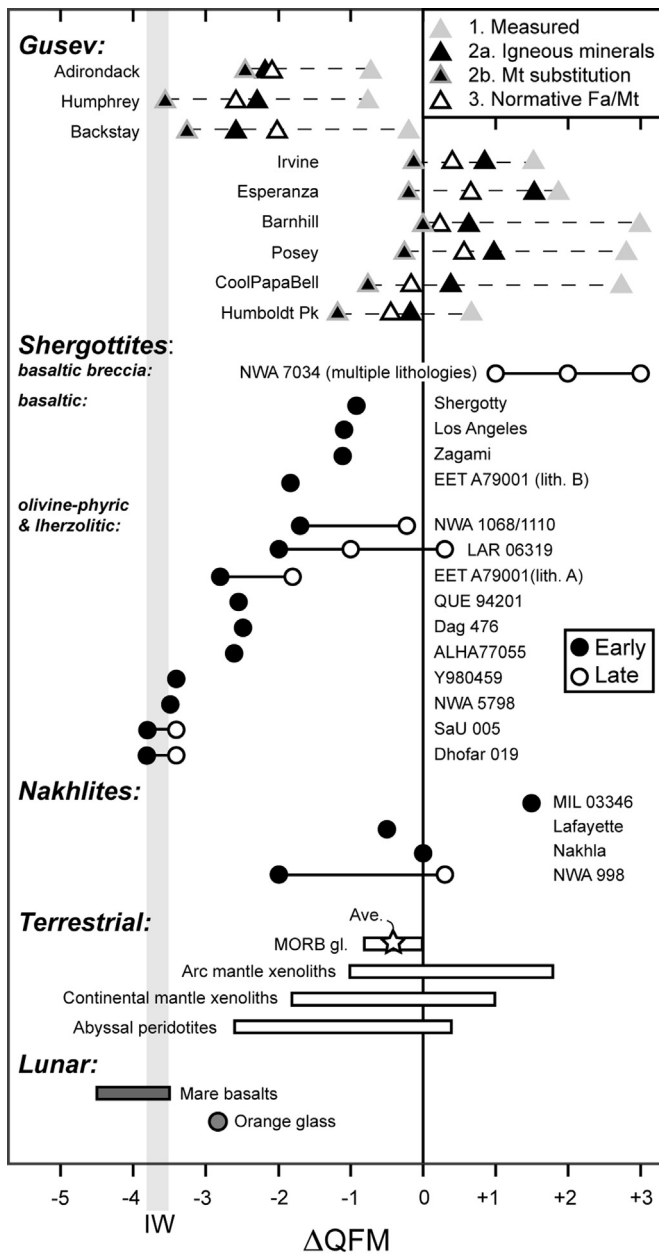 Gusev:
1. Measured
2a. Igneous minerals
2b. Mt substitution
3. Normative Fa/Mt
Adirondack
Humphrey
Backstay
Irvine
Esperanza
Barnhill
Posey
CoolPapaBell
Humboldt Pk
Shergottites:
basaltic breccia:
NWA 7034 (multiple lithologies)
basaltic:
Shergotty
Los Angeles
Zagami
EET A79001 (lith. B)
olivine-phyric
& lherzolitic:
NWA 1068/1110
LAR 06319
EET A79001(lith. A)
QUE 94201
Dag 476
ALHA77055
Y980459
NWA 5798
SaU 005
Dhofar 019
Early
Late
Nakhlites:
MIL 03346
Lafayette
Nakhla
NWA 998
Terrestrial:
Ave.
MORB gl.
Arc mantle xenoliths
Continental mantle xenoliths
Abyssal peridotites
Lunar:
Mare basalts
Orange glass
-5 -4 -3 -2 -1 0 +1 +2 +3
IW
ΔQFM